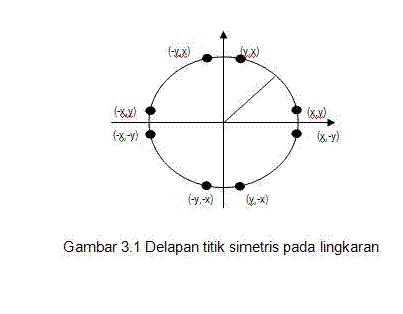 (-y,x) (y,x)
(-x,y) (x,y)
(-x,-y) (x,-y)
(-y,-x) (y,-x)
Gambar 3.1 Delapan titik simetris pada lingkaran